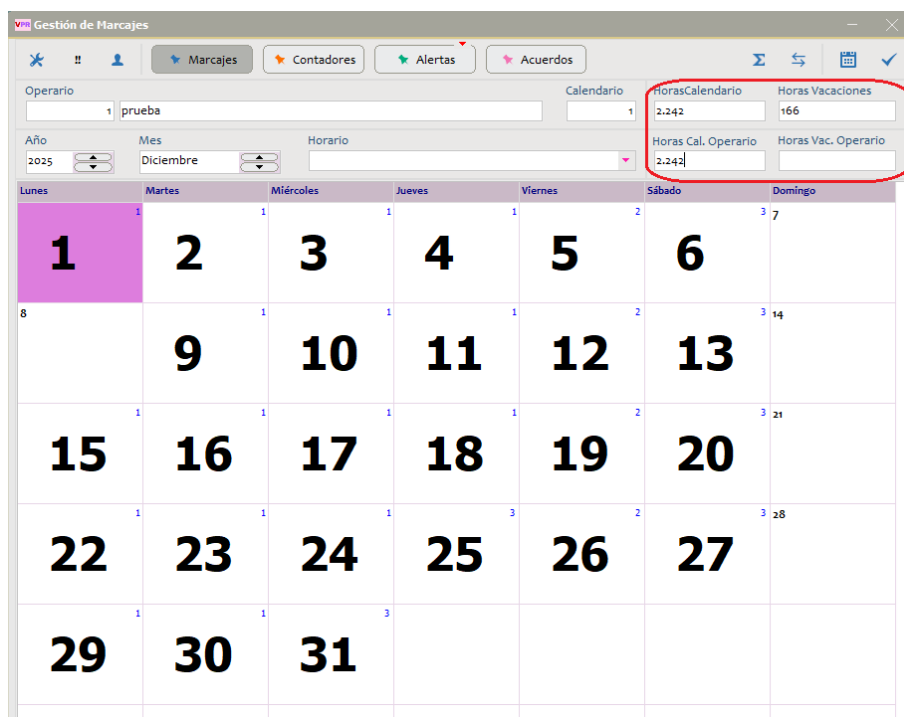 VPR Gestión de Marcajes
!! Marcajes Contadores Alertas Acuerdos Σ
Operario Calendario HorasCalendario Horas Vacaciones
1 prueba 1 2.242 166
Año Mes Horario Horas Cal. Operario Horas Vac. Operario
2025 Diciembre 2.242
Lunes Martes Miércoles Jueves Viernes Sábado Domingo
1 1 1 1 2 3 7
1 2 3 4 5 6
8 1 1 1 2 3 14
9 10 11 12 13
1 1 1 1 2 3 21
15 16 17 18 19 20
1 1 1 3 2 3 28
22 23 24 25 26 27
1 1 3
29 30 31